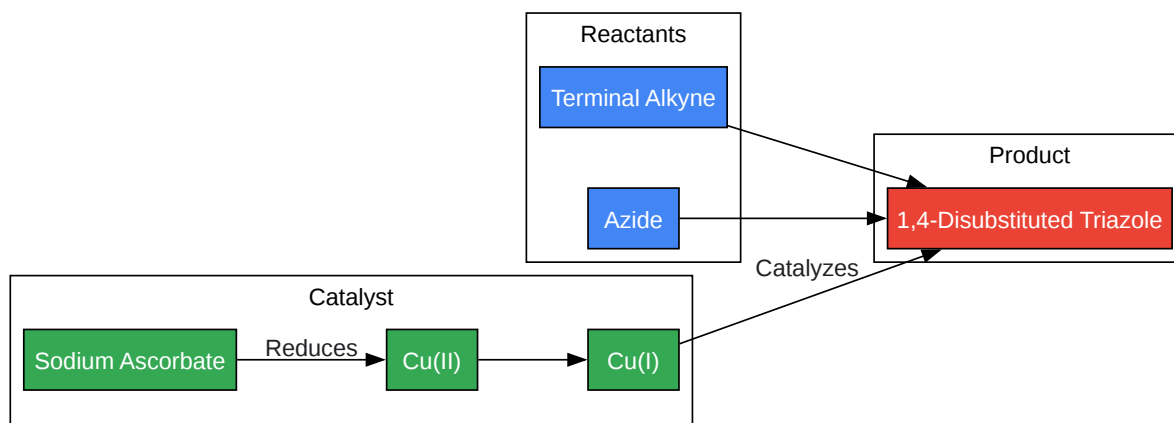 Reactants
Terminal Alkyne
Product
Azide
1,4-Disubstituted Triazole
Catalyzes
Catalyst
Sodium Ascorbate
Reduces
Cu(II)
Cu(I)